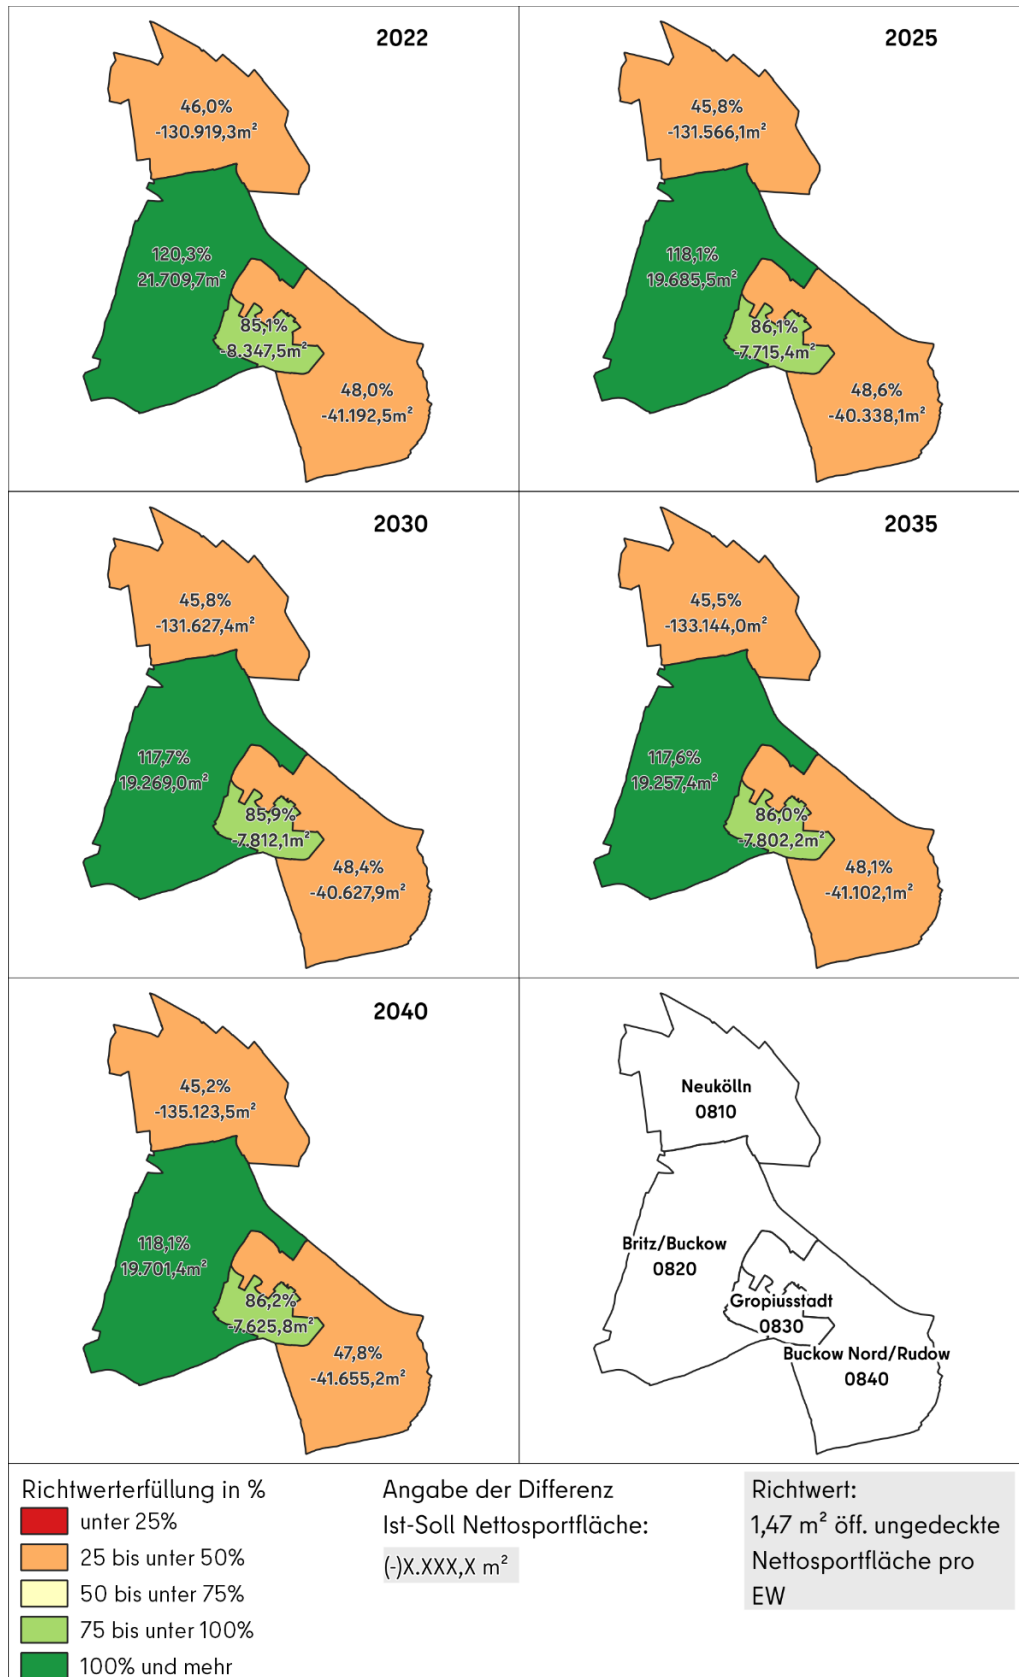 2022
46,0%
-130.919,3m²
120,3%
21.709,7m²
85,1%
-8.347,5m²
48,0%
-41.192,5m²
2025
45,8%
-131.566,1m²
118,1%
19.685,5m²
86,1%
-7.715,4m²
48,6%
-40.338,1m²
2030
45,8%
-131.627,4m²
117,7%
19.269,0m²
85,9%
-7.812,1m²
48,4%
-40.627,9m²
2035
45,5%
-133.144,0m²
117,6%
19.257,4m²
86,0%
-7.802,2m²
48,1%
-41.102,1m²
2040
45,2%
-135.123,5m²
118,1%
19.701,4m²
86,2%
-7.625,8m²
47,8%
-41.655,2m²
Neukölln
0810
Britz/Buckow
0820
Gropiusstadt
0830
Buckow Nord/Rudow
0840
Richtwerterfüllung in %
unter 25%
25 bis unter 50%
50 bis unter 75%
75 bis unter 100%
100% und mehr
Angabe der Differenz
Ist-Soll Nettosportfläche:
(-)X.XXX,X m²
Richtwert:
1,47 m² öff. ungedeckte
Nettosportfläche pro
EW